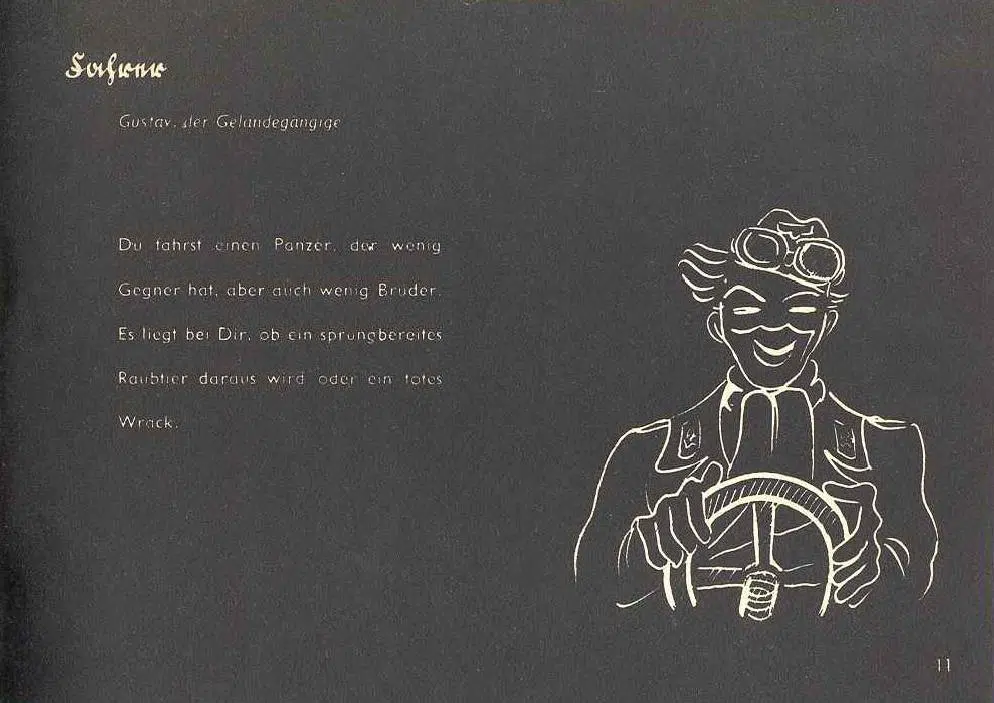 Fahrer
Gustav, der Geländegängige
Du fährst einen Panzer, der wenig
Gegner hat, aber auch wenig Brüder.
Es liegt bei Dir, ob ein sprungbereites
Raubtier daraus wird oder ein totes
Wrack.
11